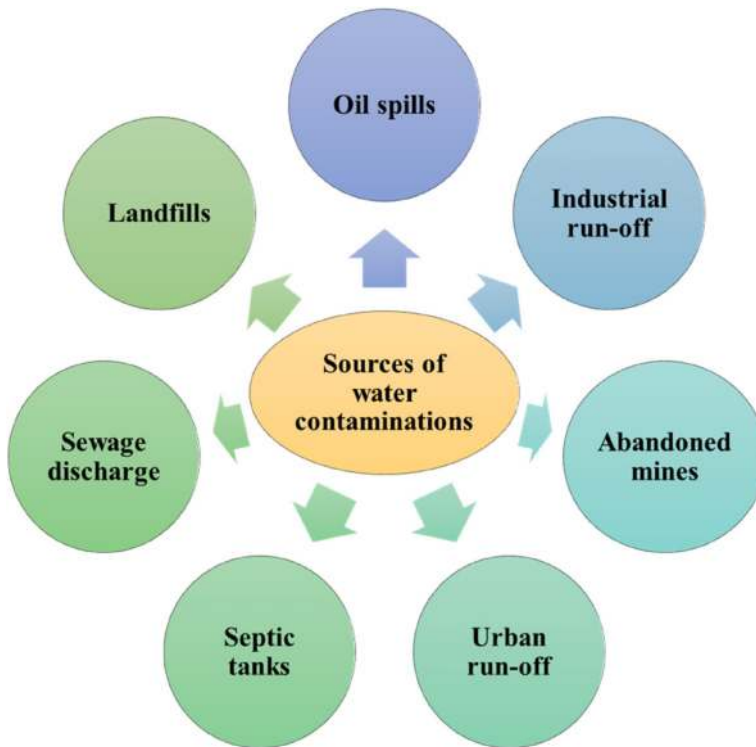 Oil spills
Industrial
run-off
Abandoned
mines
Urban
run-off
Septic
tanks
Sewage
discharge
Landfills
Sources of
water
contaminations